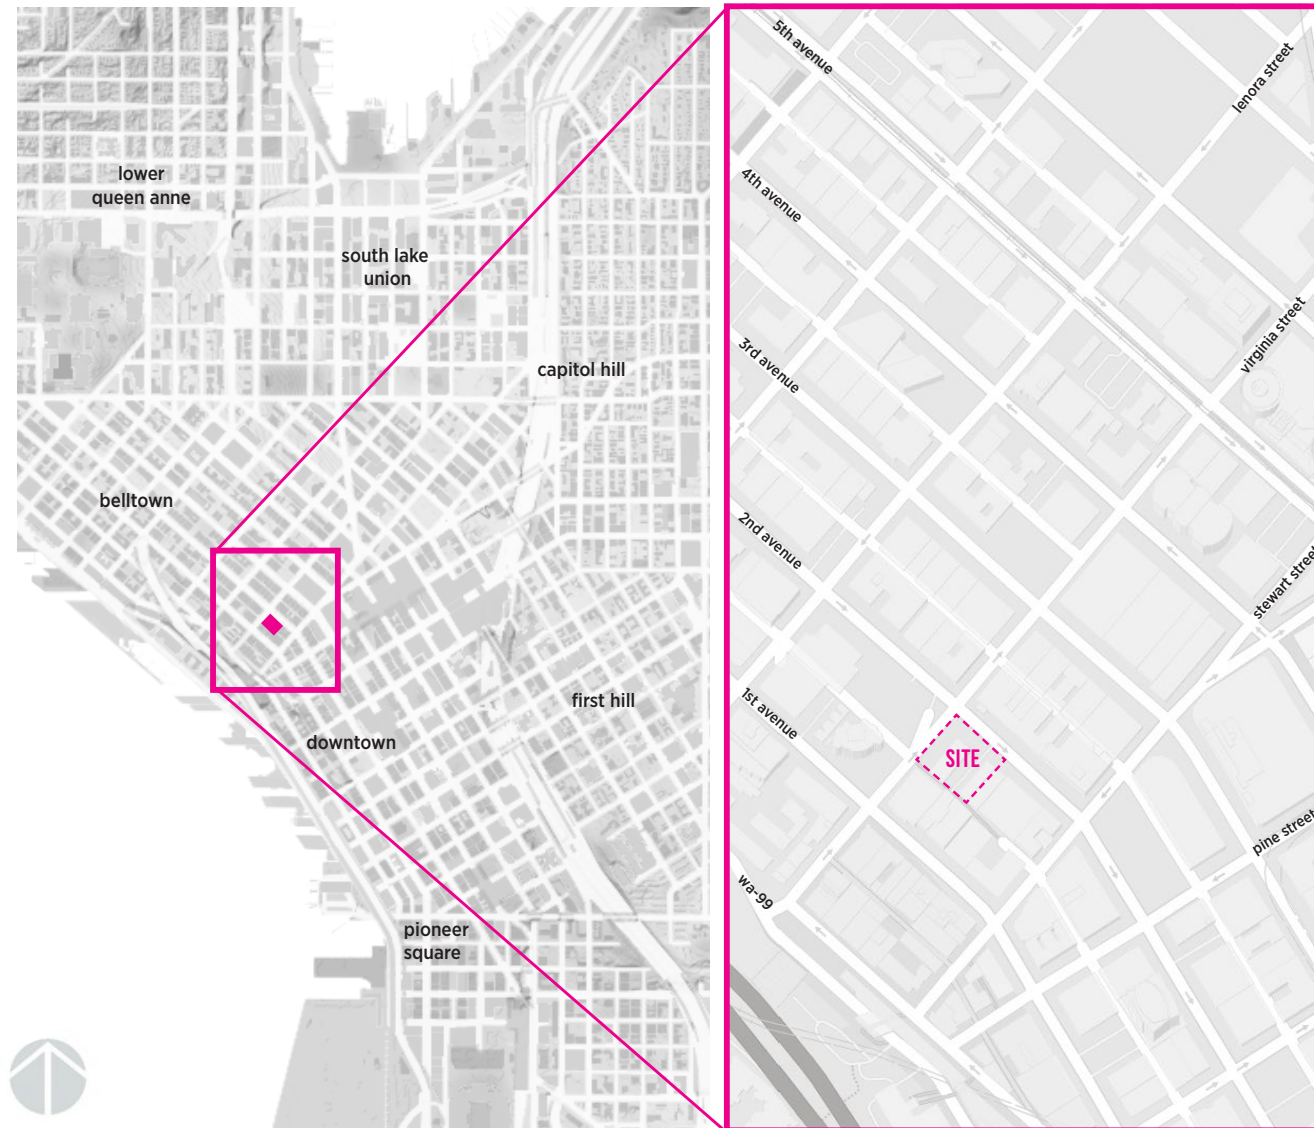 lower
queen anne
south lake
union
capitol hill
belltown
first hill
downtown
pioneer
square
5th avenue
lenora street
4th avenue
virginia street
3rd avenue
2nd avenue
stewart street
1st avenue
SITE
pine street
wa-99